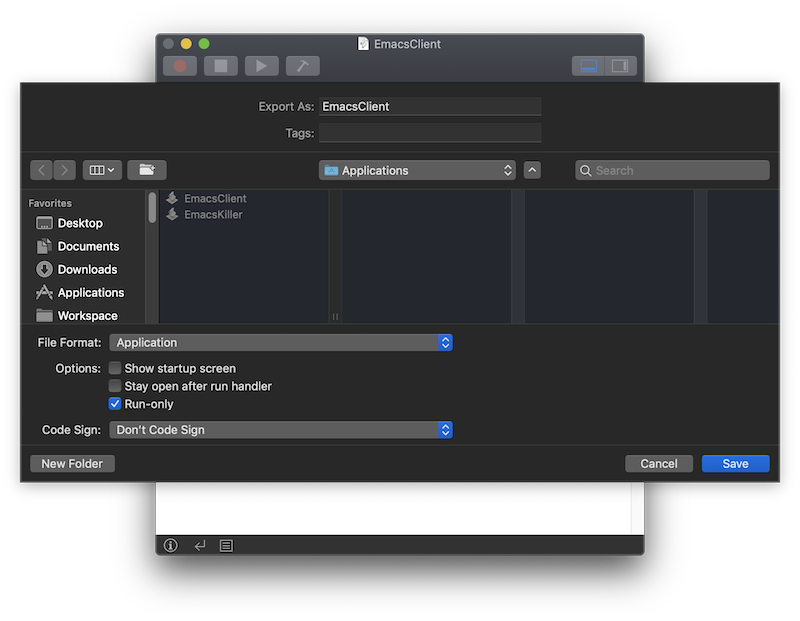 EmacsClient
Export As: EmacsClient
Tags:
Applications
Search
Favorites
Desktop
Documents
Downloads
Applications
Workspace
EmacsClient
EmacsKiller
File Format: Application
Options: Show startup screen
Stay open after run handler
Run-only
Code Sign: Don’t Code Sign
New Folder
Cancel
Save